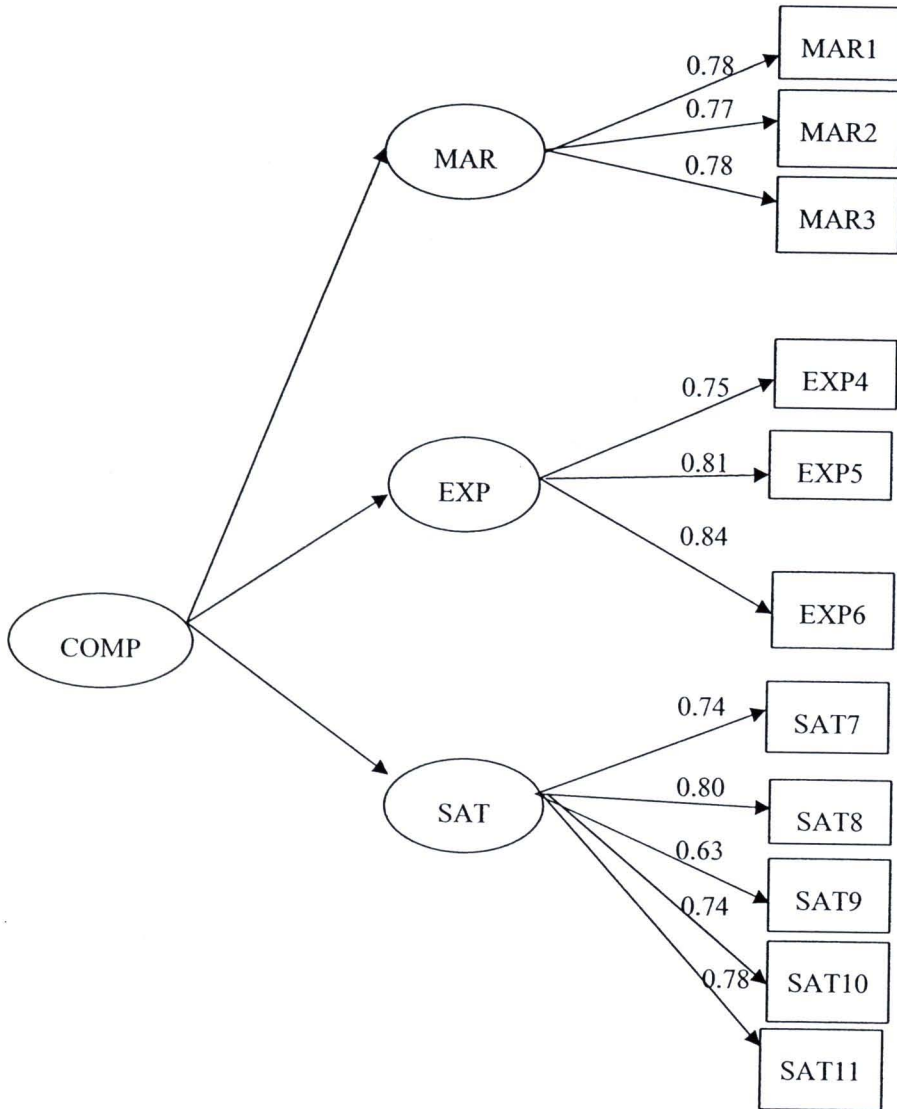 MAR1
0.78
MAR2
0.77
MAR
0.78
MAR3
EXP4
0.75
EXP5
0.81
EXP
0.84
EXP6
COMP
SAT7
0.74
0.80
SAT8
SAT
0.63
SAT9
0.74
SAT10
0.78
SAT11